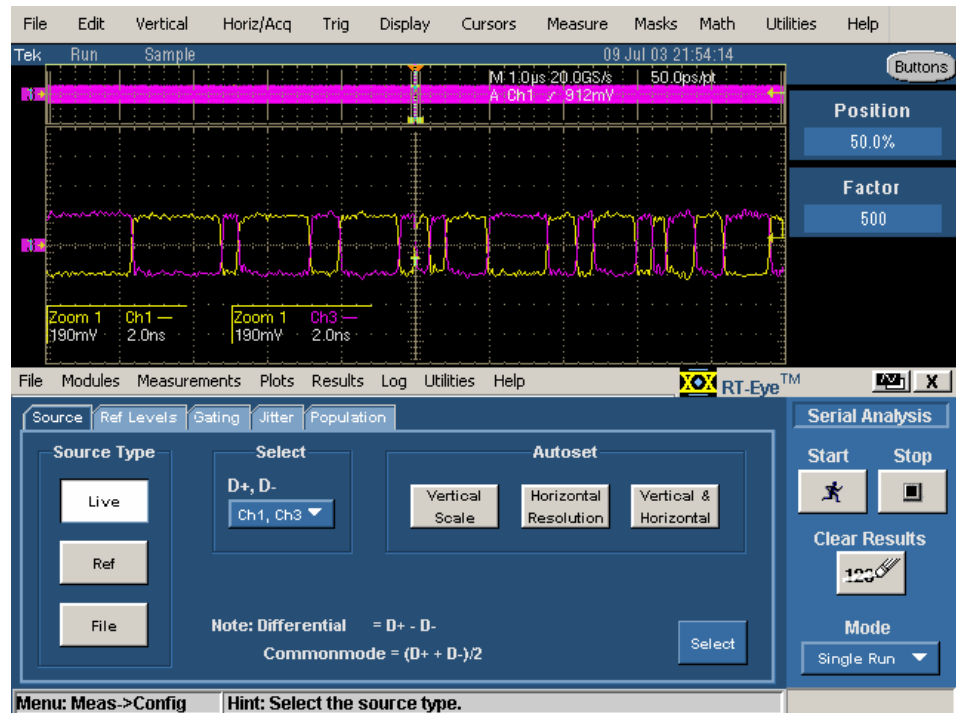 File Edit Vertical Horiz/Acq Trig Display Cursors Measure Masks Math Utilities Help
Tek Run Sample 09 Jul 03 21:54:14
Buttons
M 1.0µs 20.0GS/s 50.0ps/pt
A Ch1 912mV
Position
50.0%
Factor
500
Zoom 1 Ch1 Zoom 1 Ch3
190mV 2.0ns 190mV 2.0ns
File Modules Measurements Plots Results Log Utilities Help RT-Eye™ X
Source Ref Levels Gating Jitter Population
Serial Analysis
Source Type
Live
Ref
File
Select
D+, D-
Ch1, Ch3
Autoset
Vertical Scale
Horizontal Resolution
Vertical & Horizontal
Note: Differential = D+ - D-
Commonmode = (D+ + D-)/2
Select
Start Stop
Clear Results
123
Mode
Single Run
Menu: Meas->Config Hint: Select the source type.